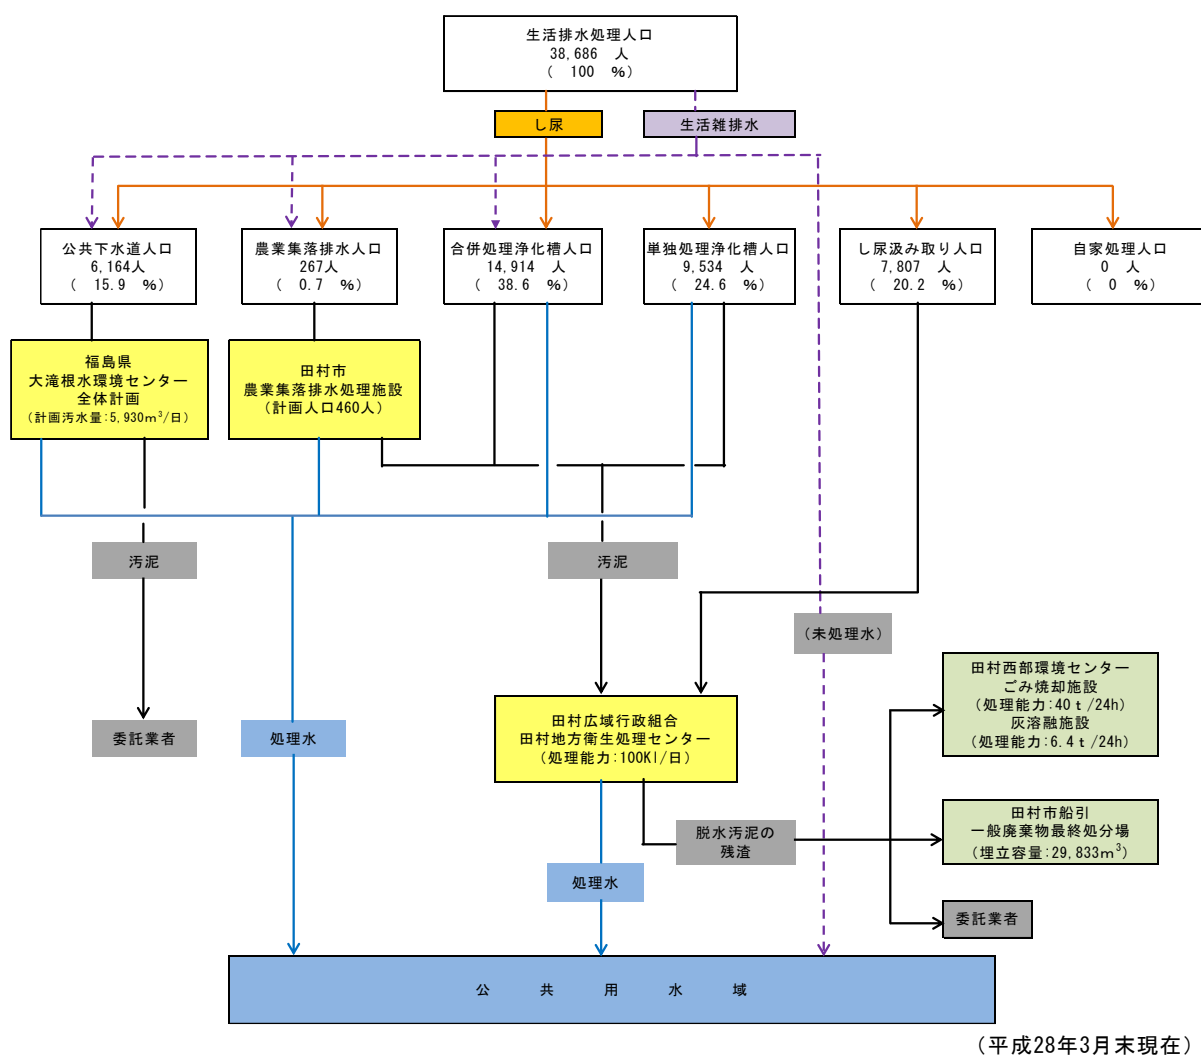 生活排水処理人口
38,686 人
( 100 %)
し尿
生活雑排水
公共下水道人口
6,164人
( 15.9 %)
農業集落排水人口
267人
( 0.7 %)
合併処理浄化槽人口
14,914 人
( 38.6 %)
単独処理浄化槽人口
9,534 人
( 24.6 %)
し尿汲み取り人口
7,807 人
( 20.2 %)
自家処理人口
0 人
( 0 %)
福島県
大滝根水環境センター
全体計画
(計画汚水量:5,930m³/日)
田村市
農業集落排水処理施設
(計画人口460人)
汚泥
汚泥
(未処理水)
委託業者
処理水
田村広域行政組合
田村地方衛生処理センター
(処理能力:100Kl/日)
田村西部環境センター
ごみ焼却施設
(処理能力:40ｔ/24h)
灰溶融施設
(処理能力:6.4ｔ/24h)
脱水汚泥の
残渣
田村市船引
一般廃棄物最終処分場
(埋立容量:29,833m³)
処理水
委託業者
公 共 用 水 域
(平成28年3月末現在)